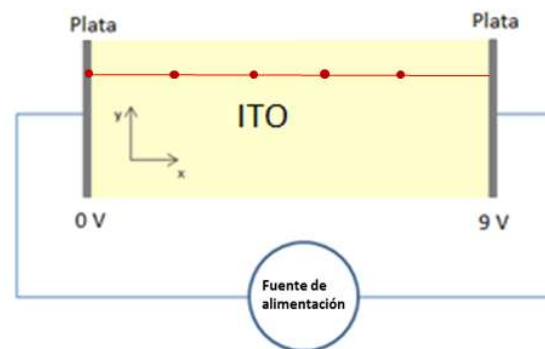 Plata
Plata
ITO
y
x
0 V
9 V
Fuente de
alimentación